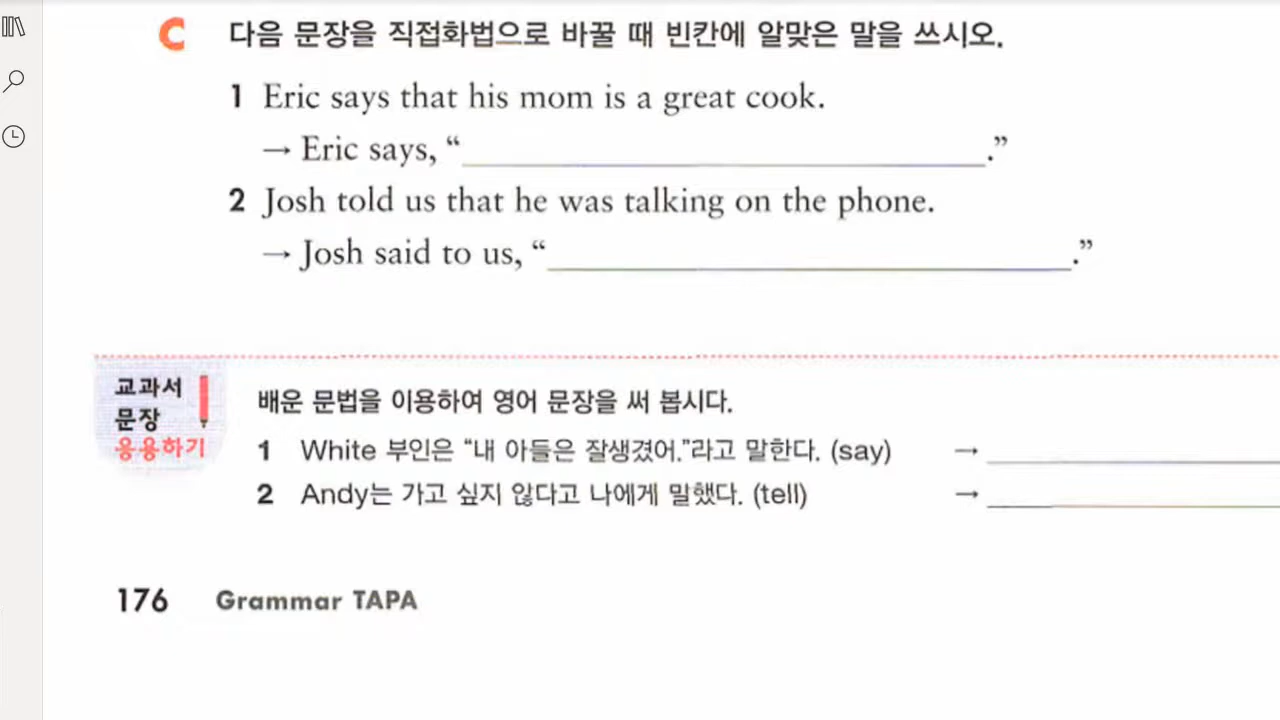 C 다음 문장을 직접화법으로 바꿀 때 빈칸에 알맞은 말을 쓰시오.
1 Eric says that his mom is a great cook.
→ Eric says, “ .”
2 Josh told us that he was talking on the phone.
→ Josh said to us, “ .”
교과서
문장
응용하기
배운 문법을 이용하여 영어 문장을 써 봅시다.
1 White 부인은 “내 아들은 잘생겼어.”라고 말한다. (say) →
2 Andy는 가고 싶지 않다고 나에게 말했다. (tell) →
176 Grammar TAPA